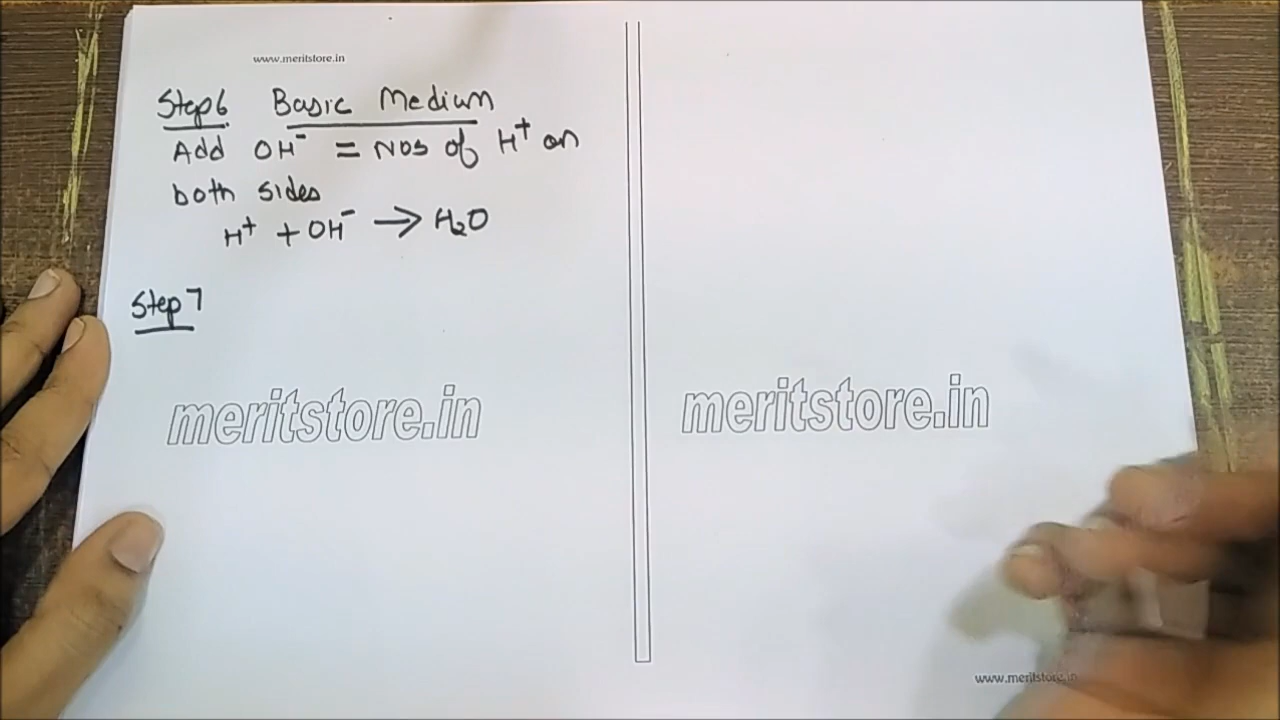 www.meritstore.in
Step6 Basic Medium
Add OH⁻ = Nos of H⁺ on
both sides
H⁺ + OH⁻ → H₂O
Step 7
meritstore.in
meritstore.in
www.meritstore.in